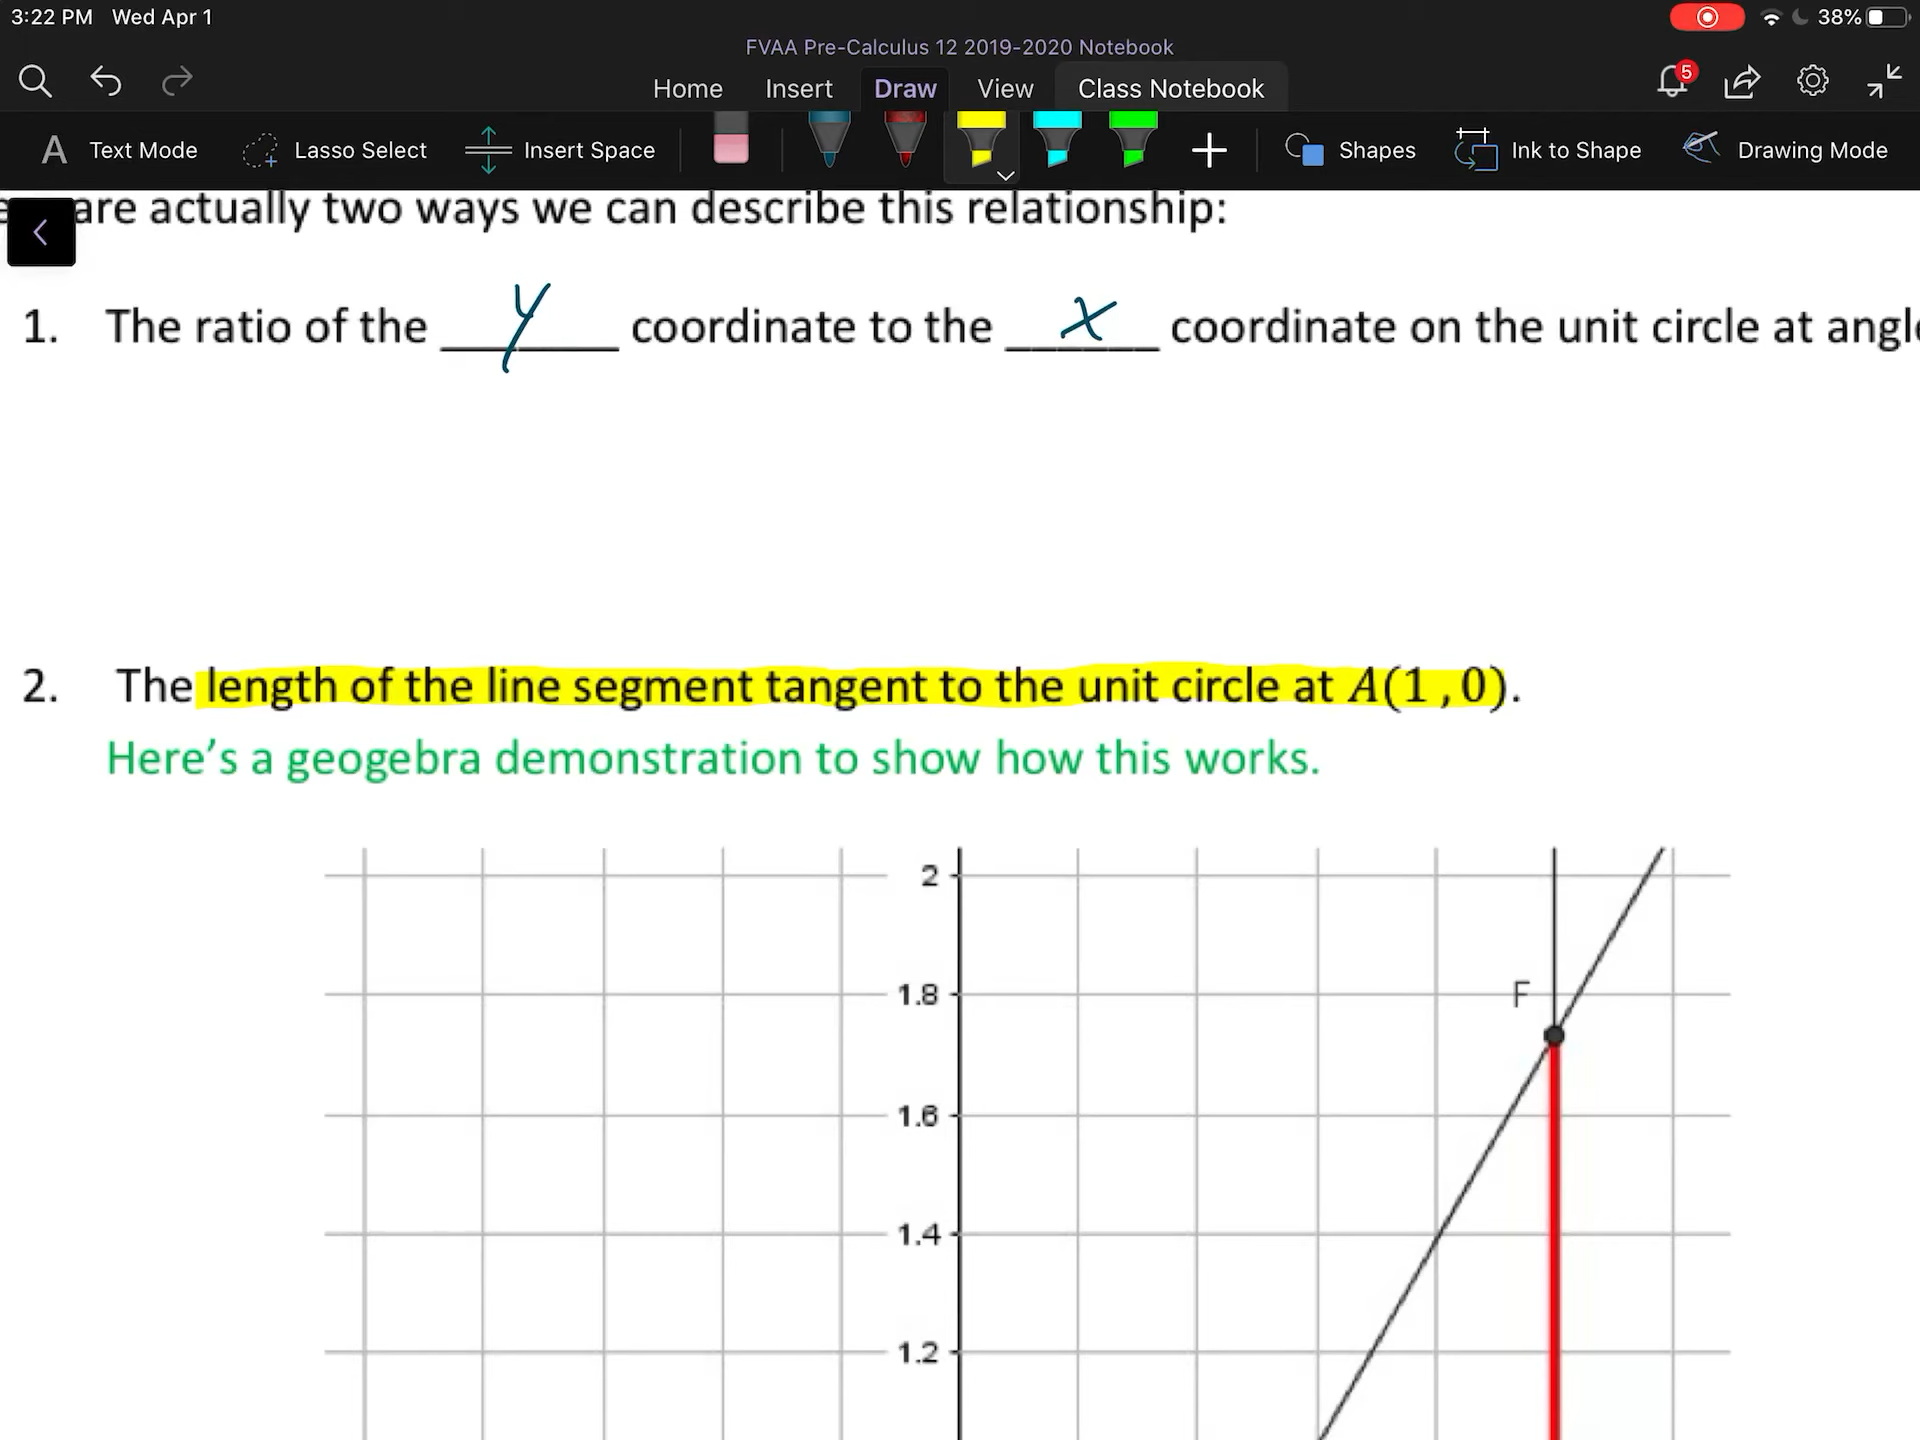 3:22 PM Wed Apr 1
38%
FVAA Pre-Calculus 12 2019-2020 Notebook
Home Insert Draw View Class Notebook
5
A Text Mode Lasso Select Insert Space Shapes Ink to Shape Drawing Mode
are actually two ways we can describe this relationship:
1. The ratio of the y coordinate to the x coordinate on the unit circle at angle
2. The length of the line segment tangent to the unit circle at A(1,0).
Here's a geogebra demonstration to show how this works.
2
1.8
F
1.6
1.4
1.2